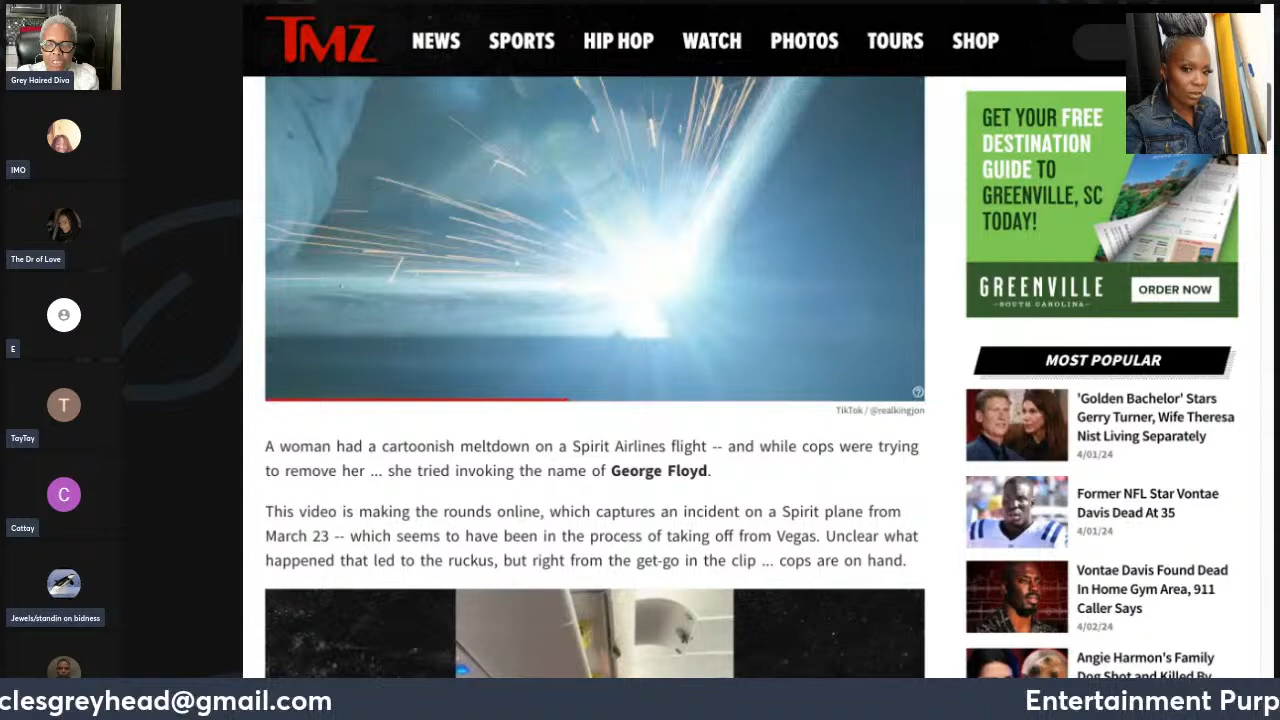 Grey Haired Diva
IMO
The Dr of Love
E
T
TayTay
C
Cattay
Jewels/standin on bidness
TMZ
NEWS SPORTS HIP HOP WATCH PHOTOS TOURS SHOP
TikTok / @realkingjon
A woman had a cartoonish meltdown on a Spirit Airlines flight -- and while cops were trying
to remove her ... she tried invoking the name of George Floyd.
This video is making the rounds online, which captures an incident on a Spirit plane from
March 23 -- which seems to have been in the process of taking off from Vegas. Unclear what
happened that led to the ruckus, but right from the get-go in the clip ... cops are on hand.
GET YOUR FREE
DESTINATION
GUIDE TO
GREENVILLE, SC
TODAY!
GREENVILLE
SOUTH CAROLINA
ORDER NOW
MOST POPULAR
'Golden Bachelor' Stars
Gerry Turner, Wife Theresa
Nist Living Separately
4/01/24
Former NFL Star Vontae
Davis Dead At 35
4/01/24
Vontae Davis Found Dead
In Home Gym Area, 911
Caller Says
4/02/24
Angie Harmon's Family
Dog Shot and Killed By
clesgreyhead@gmail.com
Entertainment Purp